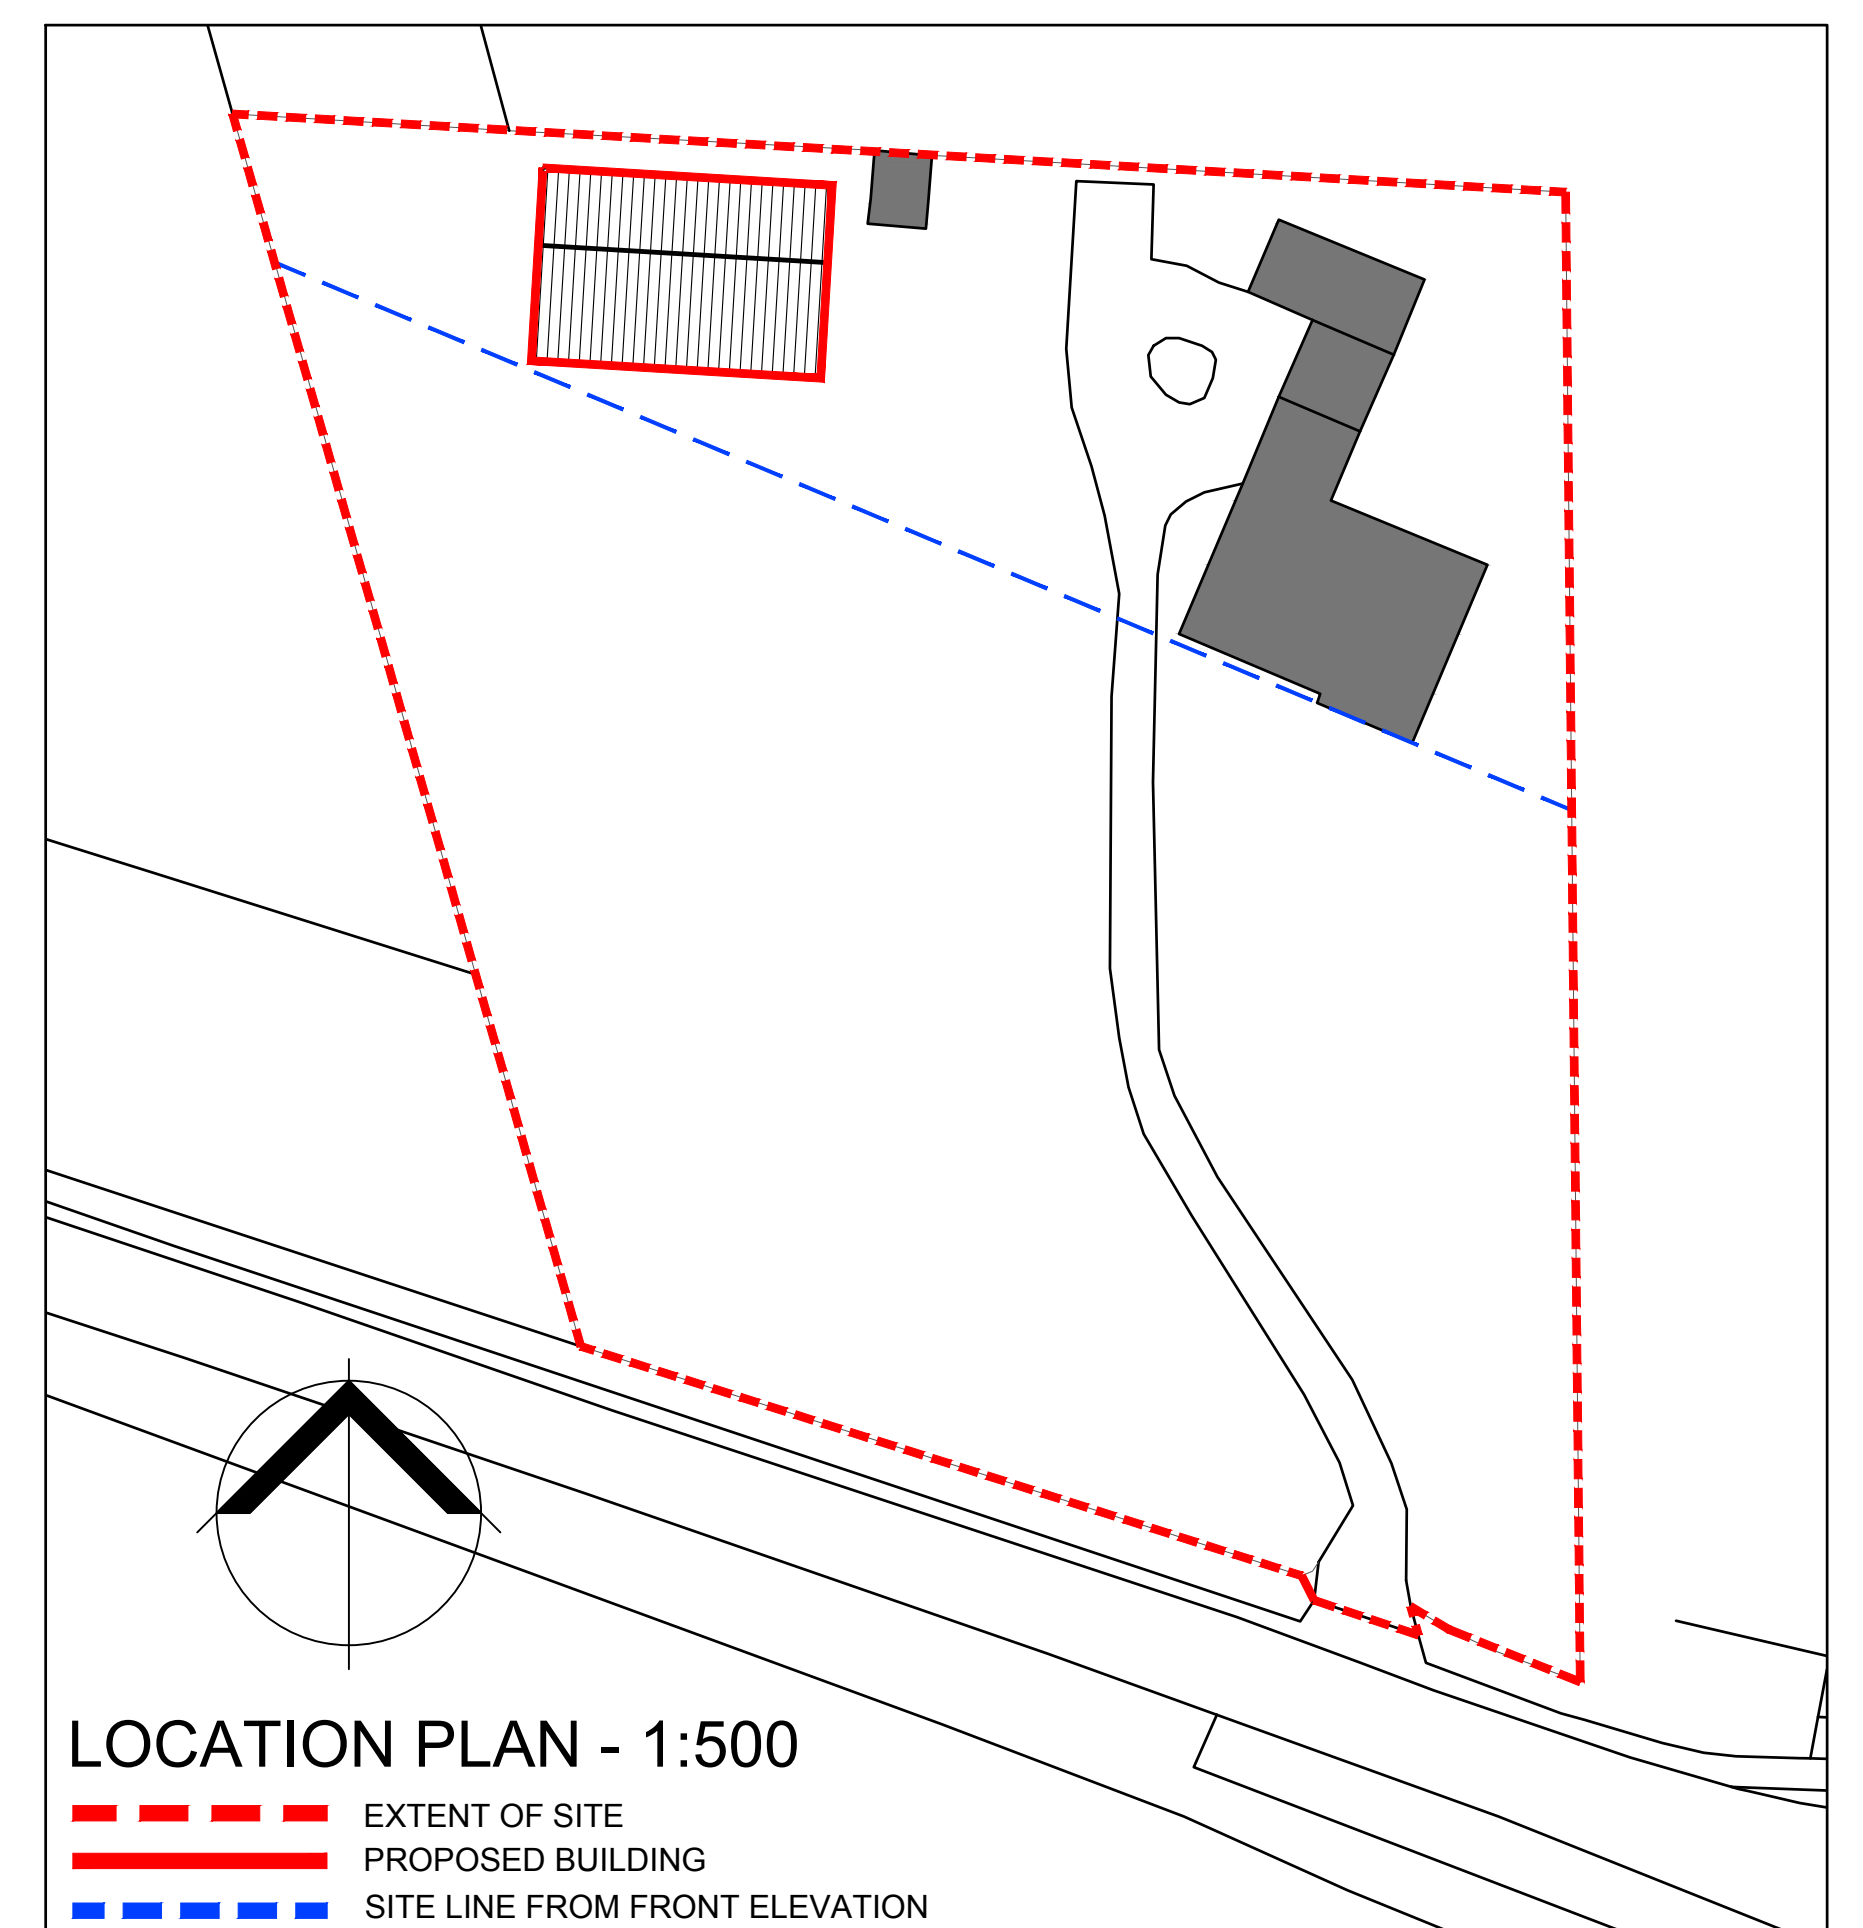 LOCATION PLAN - 1:500
EXTENT OF SITE
PROPOSED BUILDING
SITE LINE FROM FRONT ELEVATION